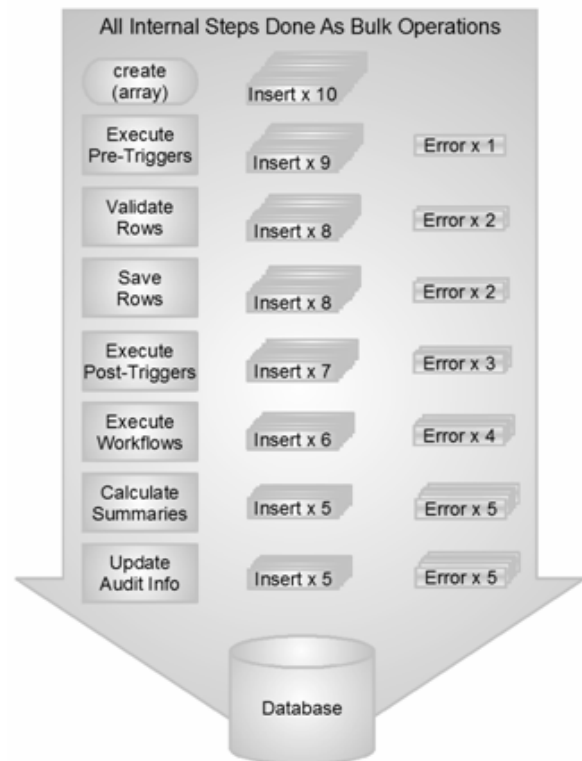 All Internal Steps Done As Bulk Operations
create
(array)
Insert x 10
Execute
Pre-Triggers
Insert x 9
Error x 1
Validate
Rows
Insert x 8
Error x 2
Save
Rows
Insert x 8
Error x 2
Execute
Post-Triggers
Insert x 7
Error x 3
Execute
Workflows
Insert x 6
Error x 4
Calculate
Summaries
Insert x 5
Error x 5
Update
Audit Info
Insert x 5
Error x 5
Database